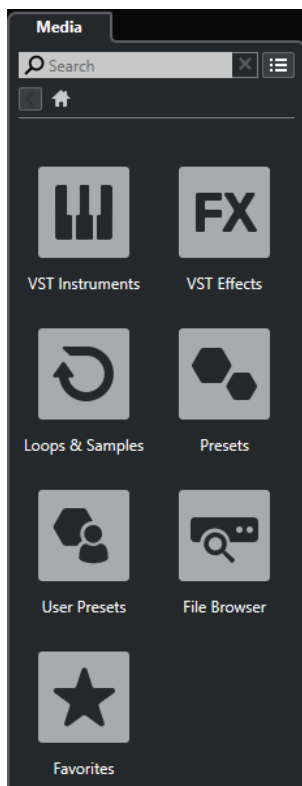 Media
Search
FX
VST Instruments
VST Effects
Loops & Samples
Presets
User Presets
File Browser
Favorites